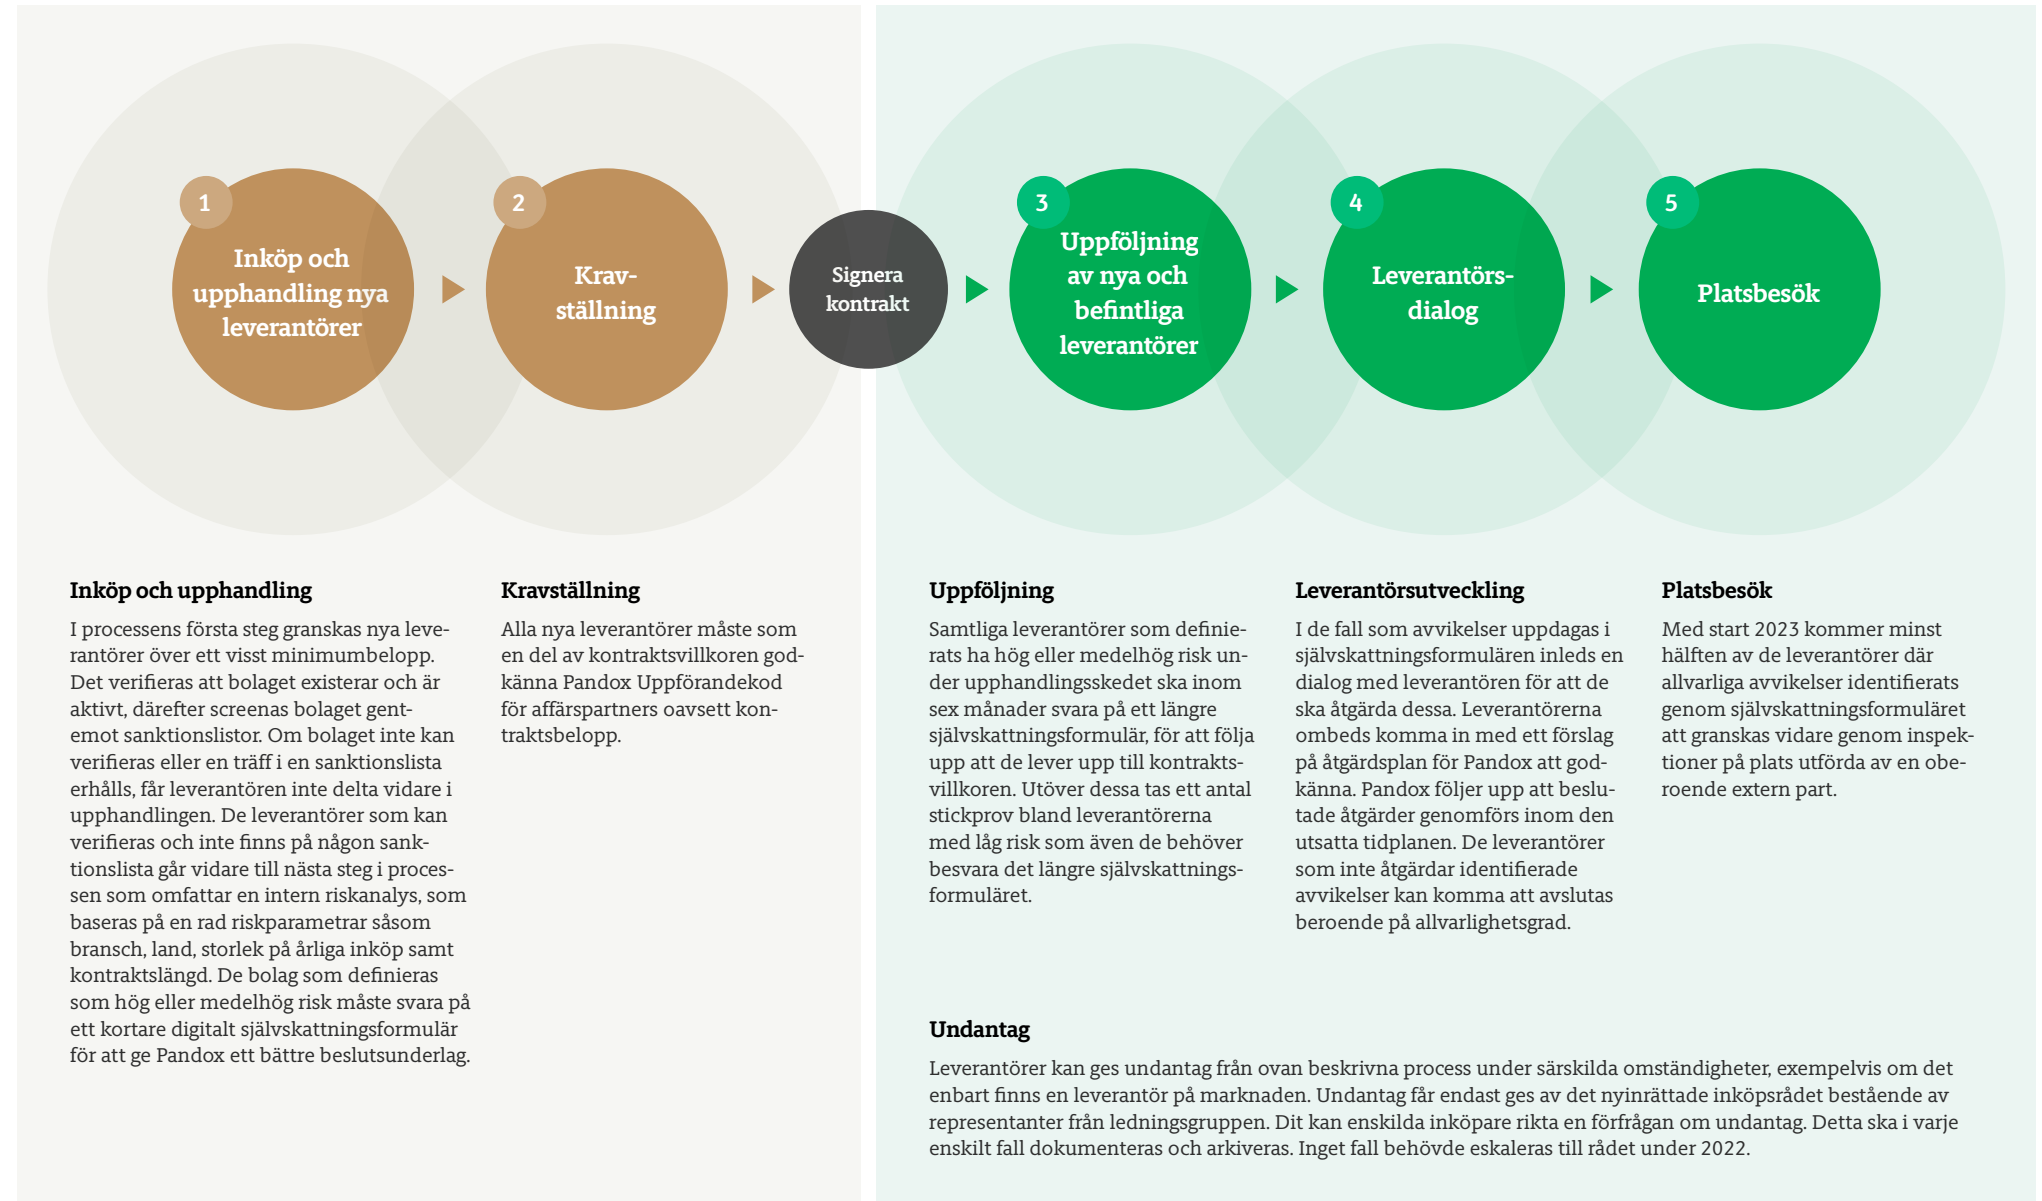 1
Inköp och
upphandling nya
leverantörer
2
Krav-
ställning
Signera
kontrakt
3
Uppföljning
av nya och
befintliga
leverantörer
4
Leverantörs-
dialog
5
Platsbesök
Inköp och upphandling
I processens första steg granskas nya leve-
rantörer över ett visst minimumbelopp.
Det verifieras att bolaget existerar och är
aktivt, därefter screenas bolaget gent-
emot sanktionslistor. Om bolaget inte kan
verifieras eller en träff i en sanktionslista
erhålls, får leverantören inte delta vidare i
upphandlingen. De leverantörer som kan
verifieras och inte finns på någon sank-
tionslista går vidare till nästa steg i proces-
sen som omfattar en intern riskanalys, som
baseras på en rad riskparametrar såsom
bransch, land, storlek på årliga inköp samt
kontraktslängd. De bolag som definieras
som hög eller medelhög risk måste svara på
ett kortare digitalt självskattningsformulär
för att ge Pandox ett bättre beslutsunderlag.
Kravställning
Alla nya leverantörer måste som
en del av kontraktsvillkoren god-
känna Pandox Uppförandekod
för affärspartners oavsett kon-
traktsbelopp.
Uppföljning
Samtliga leverantörer som definie-
rats ha hög eller medelhög risk un-
der upphandlingsskedet ska inom
sex månader svara på ett längre
självskattningsformulär, för att följa
upp att de lever upp till kontrakts-
villkoren. Utöver dessa tas ett antal
stickprov bland leverantörerna
med låg risk som även de behöver
besvara det längre självskattnings-
formuläret.
Leverantörsutveckling
I de fall som avvikelser uppdagas i
självskattningsformulären inleds en
dialog med leverantören för att de
ska åtgärda dessa. Leverantörerna
ombeds komma in med ett förslag
på åtgärdsplan för Pandox att god-
känna. Pandox följer upp att beslu-
tade åtgärder genomförs inom den
utsatta tidplanen. De leverantörer
som inte åtgärdar identifierade
avvikelser kan komma att avslutas
beroende på allvarlighetsgrad.
Platsbesök
Med start 2023 kommer minst
hälften av de leverantörer där
allvarliga avvikelser identifierats
genom självskattningsformuläret
att granskas vidare genom inspek-
tioner på plats utförda av en obe-
roende extern part.
Undantag
Leverantörer kan ges undantag från ovan beskrivna process under särskilda omständigheter, exempelvis om det
enbart finns en leverantör på marknaden. Undantag får endast ges av det nyinrättade inköpsrådet bestående av
representanter från ledningsgruppen. Dit kan enskilda inköpare rikta en förfrågan om undantag. Detta ska i varje
enskilt fall dokumenteras och arkiveras. Inget fall behövde eskaleras till rådet under 2022.